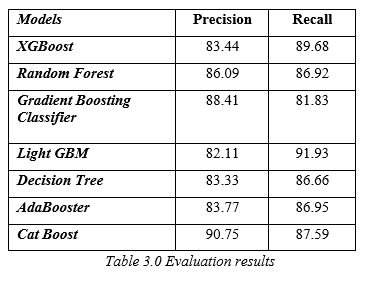 Models Precision Recall
XGBoost 83.44 89.68
Random Forest 86.09 86.92
Gradient Boosting 88.41 81.83
Classifier
Light GBM 82.11 91.93
Decision Tree 83.33 86.66
AdaBooster 83.77 86.95
Cat Boost 90.75 87.59
Table 3.0 Evaluation results